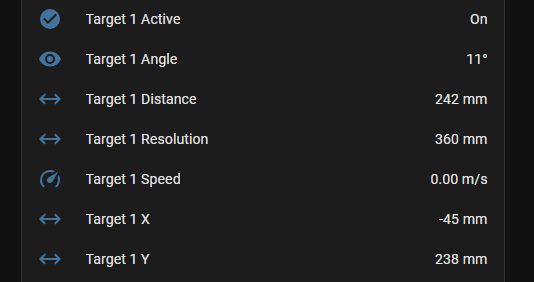 Target 1 Active On
Target 1 Angle 11°
Target 1 Distance 242 mm
Target 1 Resolution 360 mm
Target 1 Speed 0.00 m/s
Target 1 X -45 mm
Target 1 Y 238 mm